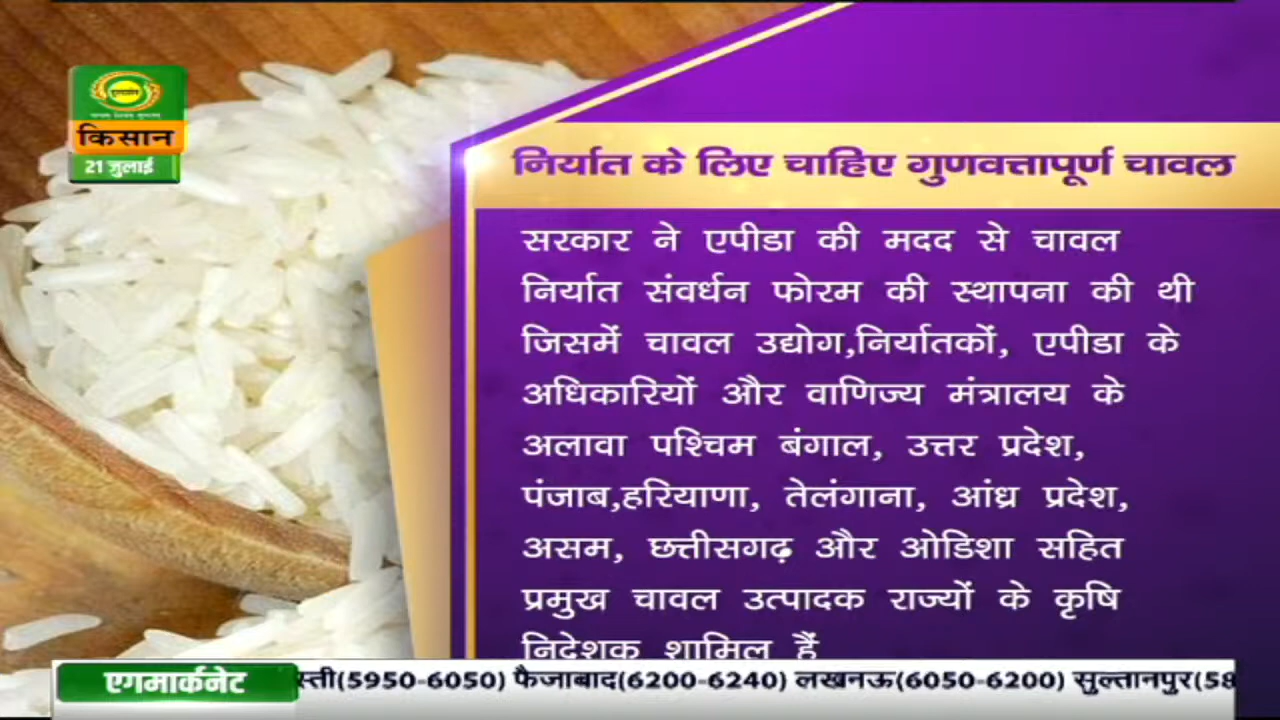 किसान
21 जुलाई
निर्यात के लिए चाहिए गुणवत्तापूर्ण चावल
सरकार ने एपीडा की मदद से चावल
निर्यात संवर्धन फोरम की स्थापना की थी
जिसमें चावल उद्योग,निर्यातकों, एपीडा के
अधिकारियों और वाणिज्य मंत्रालय के
अलावा पश्चिम बंगाल, उत्तर प्रदेश,
पंजाब,हरियाणा, तेलंगाना, आंध्र प्रदेश,
असम, छत्तीसगढ़ और ओडिशा सहित
प्रमुख चावल उत्पादक राज्यों के कृषि
निदेशक शामिल हैं
एगमार्कनेट
स्ती(5950-6050) फैजाबाद(6200-6240) लखनऊ(6050-6200) सुल्तानपुर(58